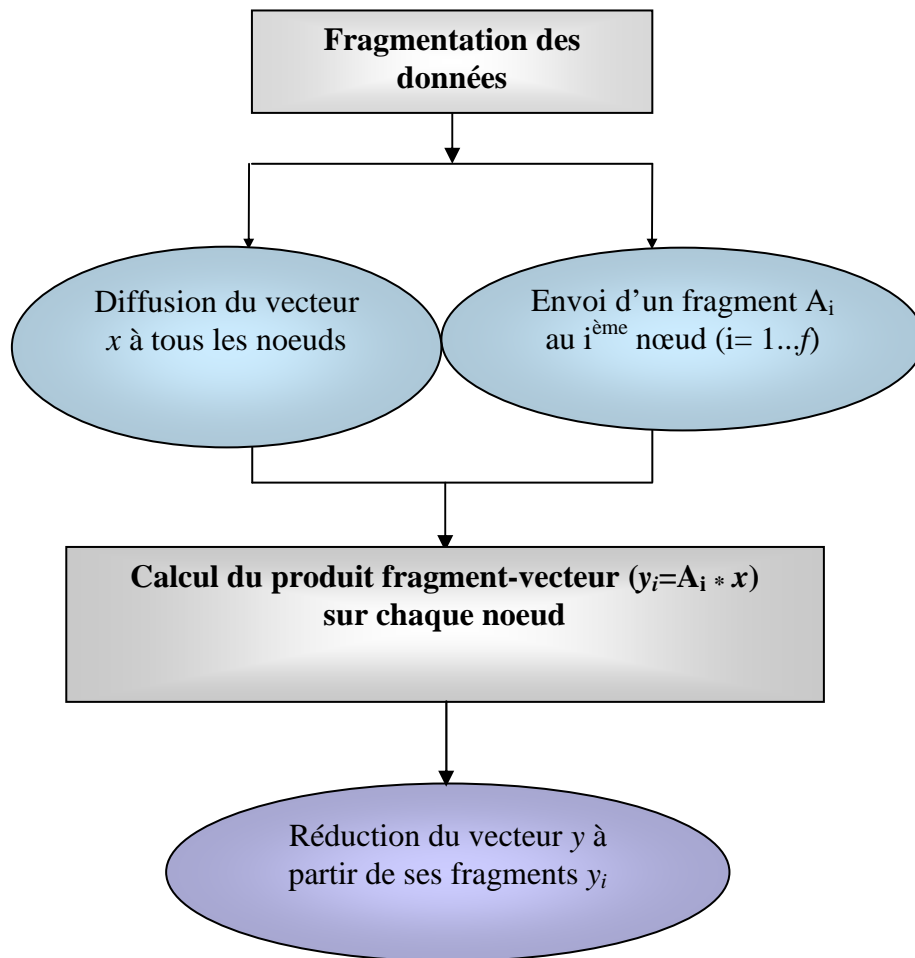 Fragmentation des
données
Diffusion du vecteur
x à tous les noeuds
Envoi d’un fragment Ai
au ième nœud (i= 1...f)
Calcul du produit fragment-vecteur (yi=Ai * x)
sur chaque noeud
Réduction du vecteur y à
partir de ses fragments yi